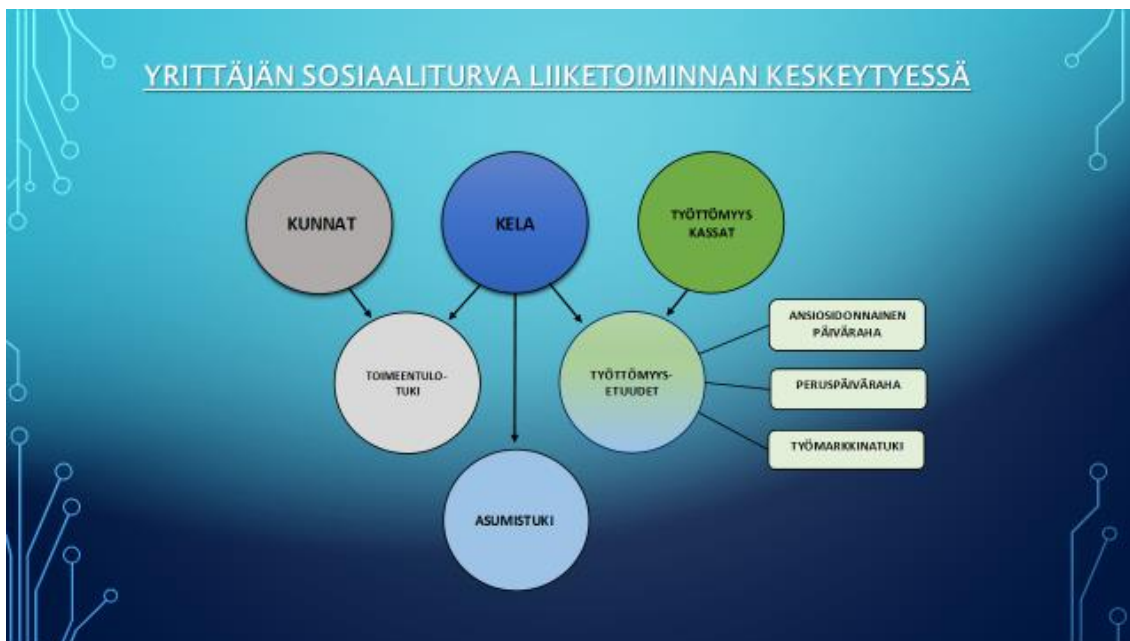 YRITTÄJÄN SOSIAALITURVA LIIKETOIMINNAN KESKEYTYESSÄ
KUNNAT
KELA
TYÖTTÖMYYS
KASSAT
TOIMEENTULO-
TUKI
TYÖTTÖMYYS-
ETUUDET
ANSIOSIDONNAINEN
PÄIVÄRAHA
PERUSPÄIVÄRAHA
TYÖMARKKINATUKI
ASUMISTUKI